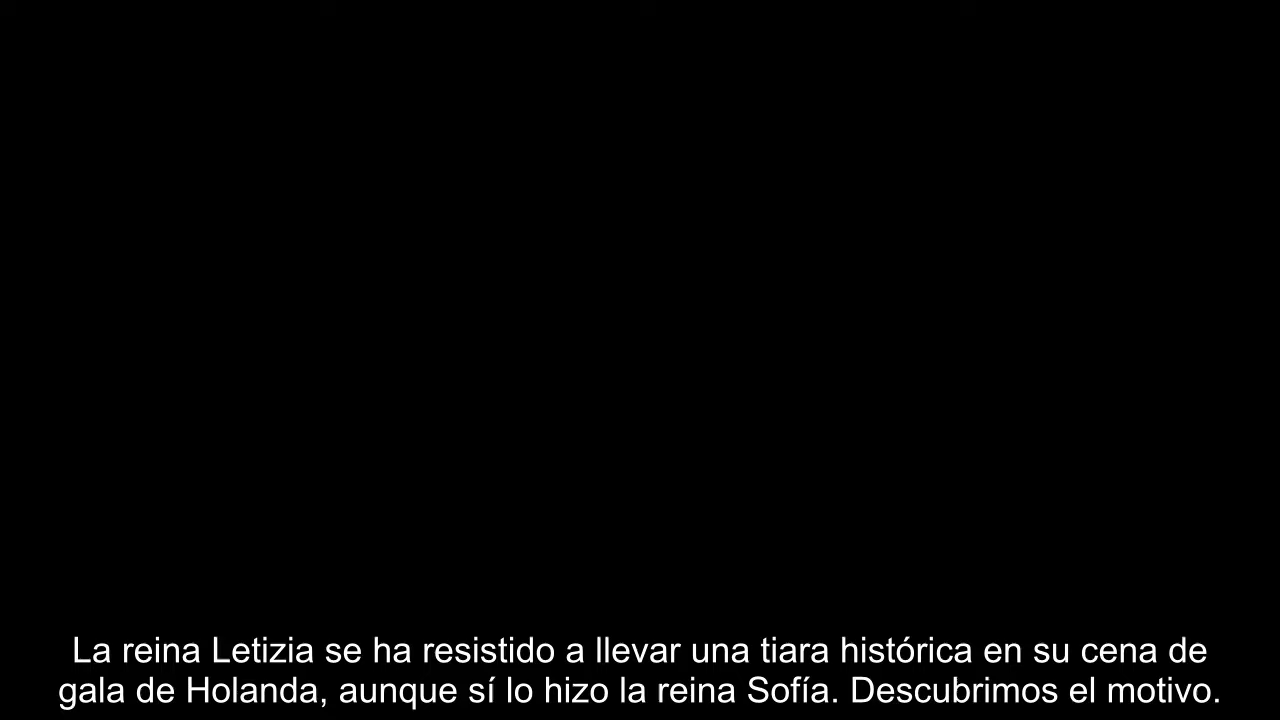 La reina Letizia se ha resistido a llevar una tiara histórica en su cena de
gala de Holanda, aunque sí lo hizo la reina Sofía. Descubrimos el motivo.